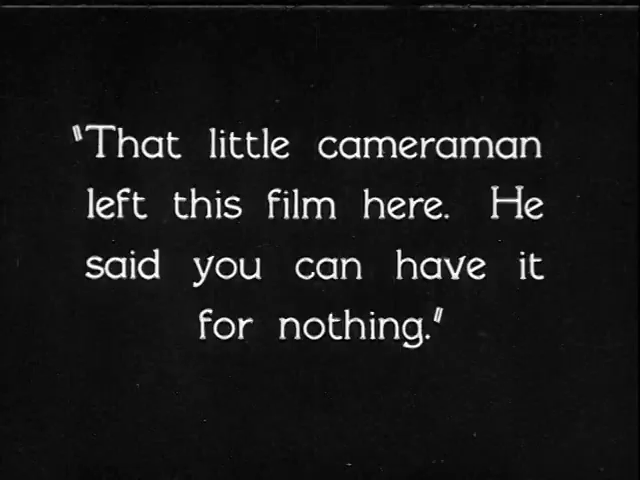 "That little cameraman
left this film here. He
said you can have it
for nothing."